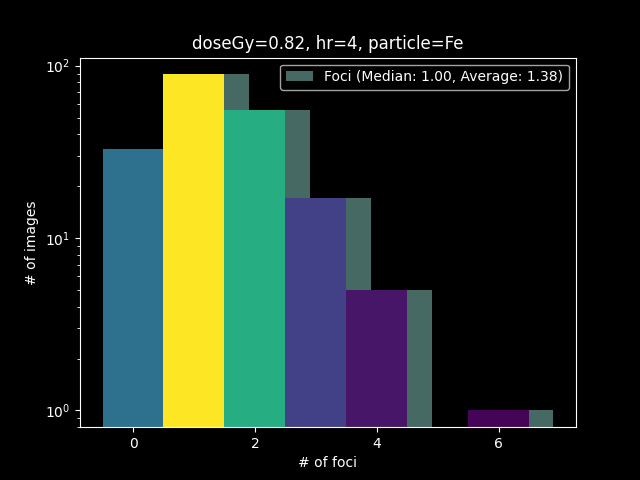 doseGy=0.82, hr=4, particle=Fe
Foci (Median: 1.00, Average: 1.38)
10²
10¹
10⁰
# of images
0 2 4 6
# of foci